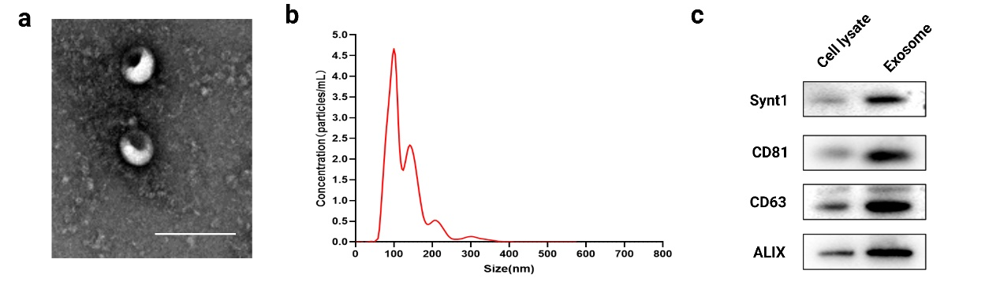 a
b
c
Concentration(particles/mL)
5.0
4.5
4.0
3.5
3.0
2.5
2.0
1.5
1.0
0.5
0.0
0 100 200 300 400 500 600 700 800
Size(nm)
Cell lysate Exosome
Synt1
CD81
CD63
ALIX